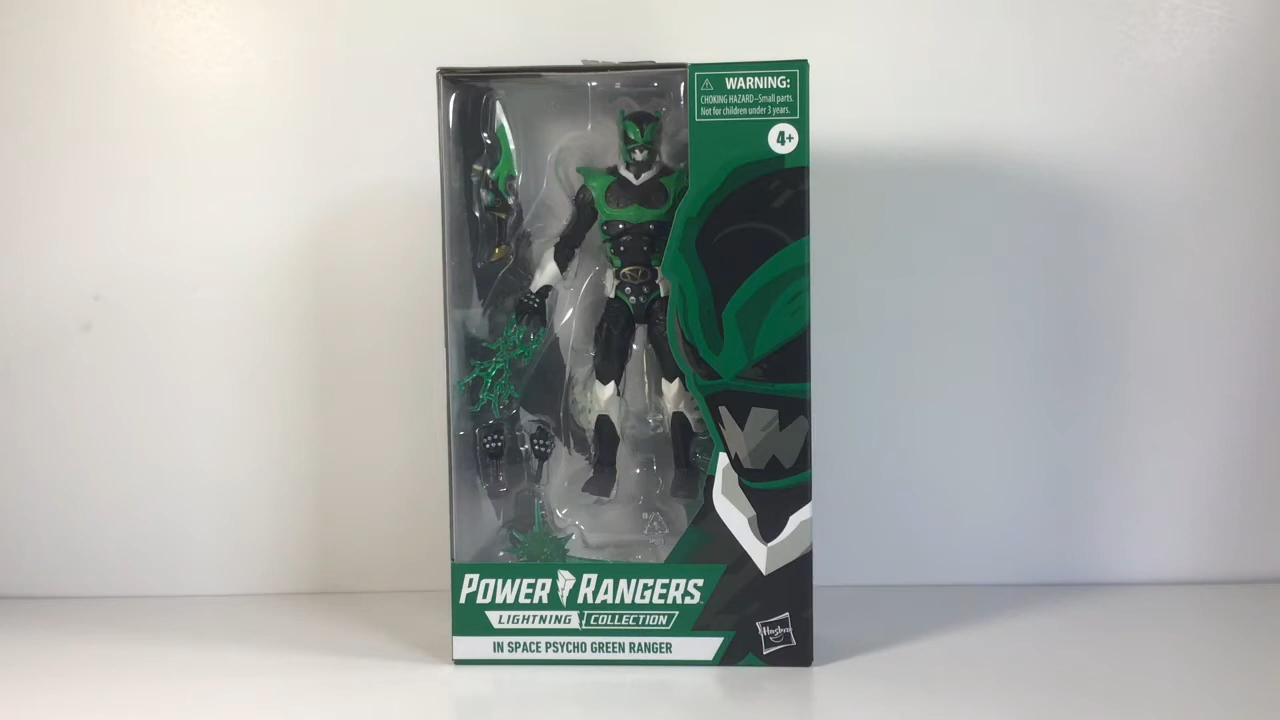 WARNING:
CHOKING HAZARD–Small parts.
Not for children under 3 years.
4+
POWER RANGERS™
LIGHTNING COLLECTION
IN SPACE PSYCHO GREEN RANGER
Hasbro